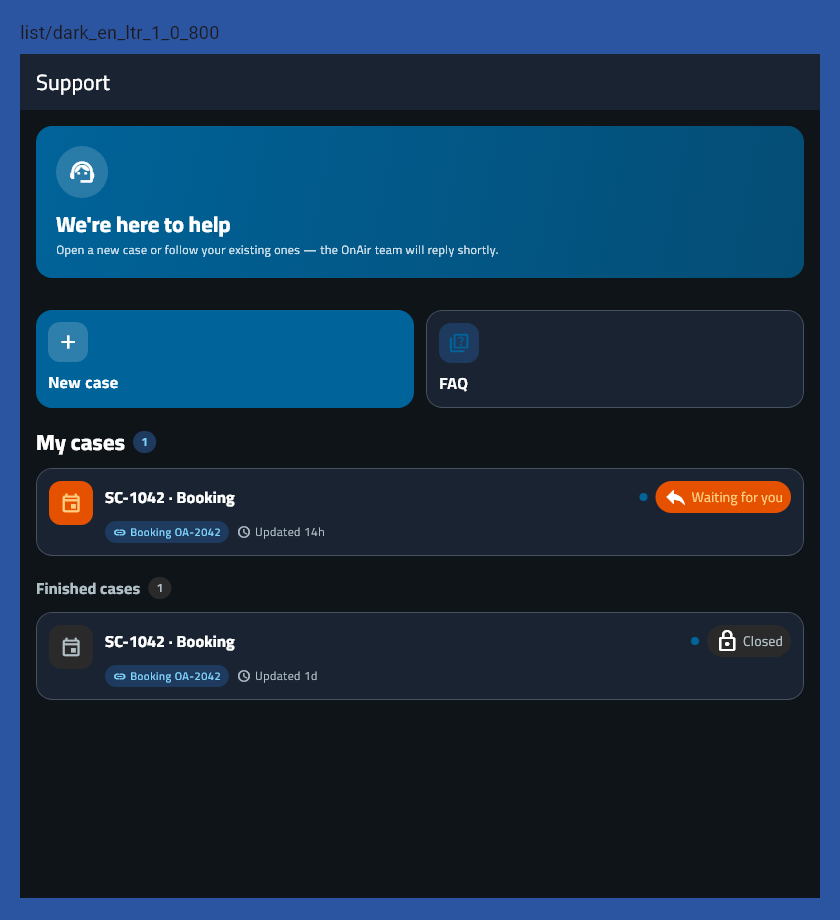 list/dark_en_ltr_1_0_800
Support
We're here to help
Open a new case or follow your existing ones — the OnAir team will reply shortly.
New case
FAQ
My cases 1
SC-1042 · Booking
Waiting for you
Booking OA-2042
Updated 14h
Finished cases 1
SC-1042 · Booking
Closed
Booking OA-2042
Updated 1d